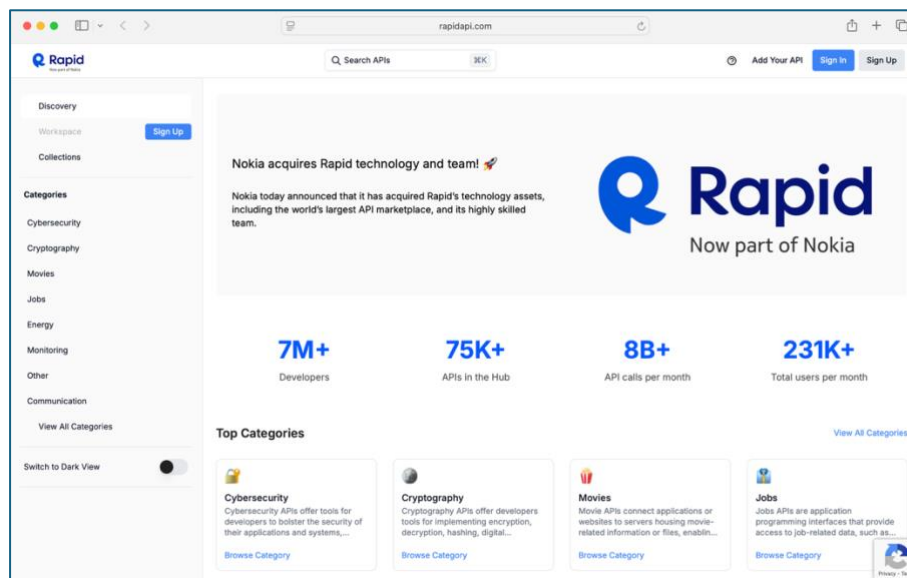 rapidapi.com
Rapid
Now part of Nokia
Search APIs
⌘K
Add Your API
Sign In
Sign Up
Discovery
Workspace
Sign Up
Collections
Categories
Cybersecurity
Cryptography
Movies
Jobs
Energy
Monitoring
Other
Communication
View All Categories
Switch to Dark View
Nokia acquires Rapid technology and team! 🚀
Nokia today announced that it has acquired Rapid's technology assets,
including the world's largest API marketplace, and its highly skilled
team.
Rapid
Now part of Nokia
7M+
Developers
75K+
APIs in the Hub
8B+
API calls per month
231K+
Total users per month
Top Categories
View All Categories
Cybersecurity
Cybersecurity APIs offer tools for
developers to bolster the security of
their applications and systems,...
Browse Category
Cryptography
Cryptography APIs offer developers
tools for implementing encryption,
decryption, hashing, digital...
Browse Category
Movies
Movie APIs connect applications or
websites to servers housing movie-
related information or files, enablin...
Browse Category
Jobs
Jobs APIs are application
programming interfaces that provide
access to job-related data, such as...
Browse Category
Privacy - Te